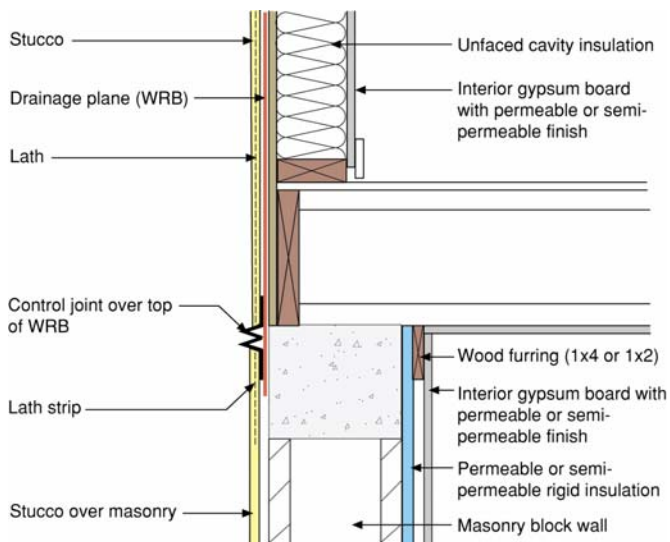 Stucco
Drainage plane (WRB)
Lath
Control joint over top
of WRB
Lath strip
Stucco over masonry
Unfaced cavity insulation
Interior gypsum board
with permeable or semi-
permeable finish
Wood furring (1x4 or 1x2)
Interior gypsum board with
permeable or semi-
permeable finish
Permeable or semi-
permeable rigid insulation
Masonry block wall